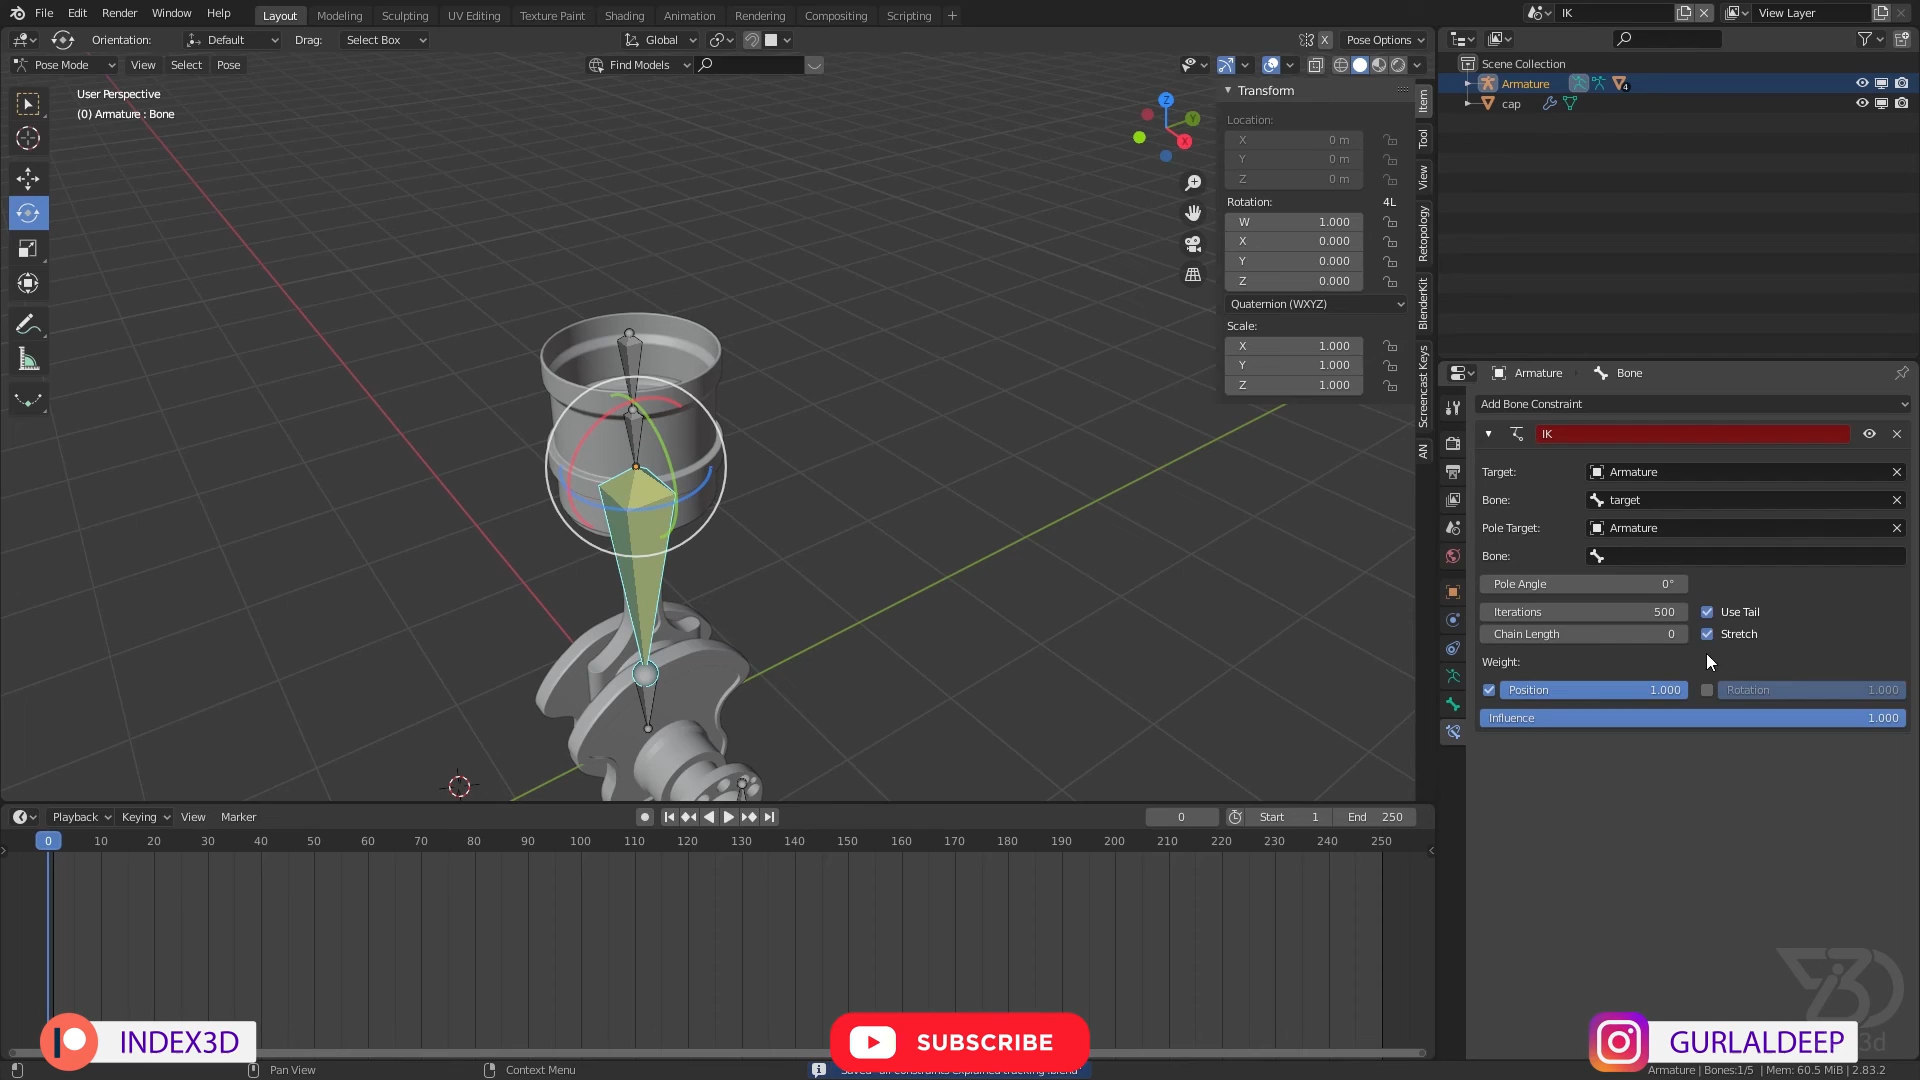 File Edit Render Window Help
Layout Modeling Sculpting UV Editing Texture Paint Shading Animation Rendering Compositing Scripting
IK
View Layer
Orientation: Default Drag: Select Box
Global
X Pose Options
Pose Mode View Select Pose
Find Models
User Perspective
(0) Armature : Bone
Z
Y
X
Transform
Location:
X 0 m
Y 0 m
Z 0 m
Rotation: 4L
W 1.000
X 0.000
Y 0.000
Z 0.000
Quaternion (WXYZ)
Scale:
X 1.000
Y 1.000
Z 1.000
Item
Tool
View
Retopology
BlenderKit
Screencast Keys
AN
Scene Collection
Armature 4
cap
Armature Bone
Add Bone Constraint
IK
Target: Armature
Bone: target
Pole Target: Armature
Bone:
Pole Angle 0°
Iterations 500 Use Tail
Chain Length 0 Stretch
Weight:
Position 1.000 Rotation 1.000
Influence 1.000
Playback Keying View Marker
0 Start 1 End 250
0 10 20 30 40 50 60 70 80 90 100 110 120 130 140 150 160 170 180 190 200 210 220 230 240 250
INDEX3D
SUBSCRIBE
GURLALDEEP
3d
Pan View Context Menu
Armature | Bones:1/5 | Mem: 60.5 MiB | 2.83.2